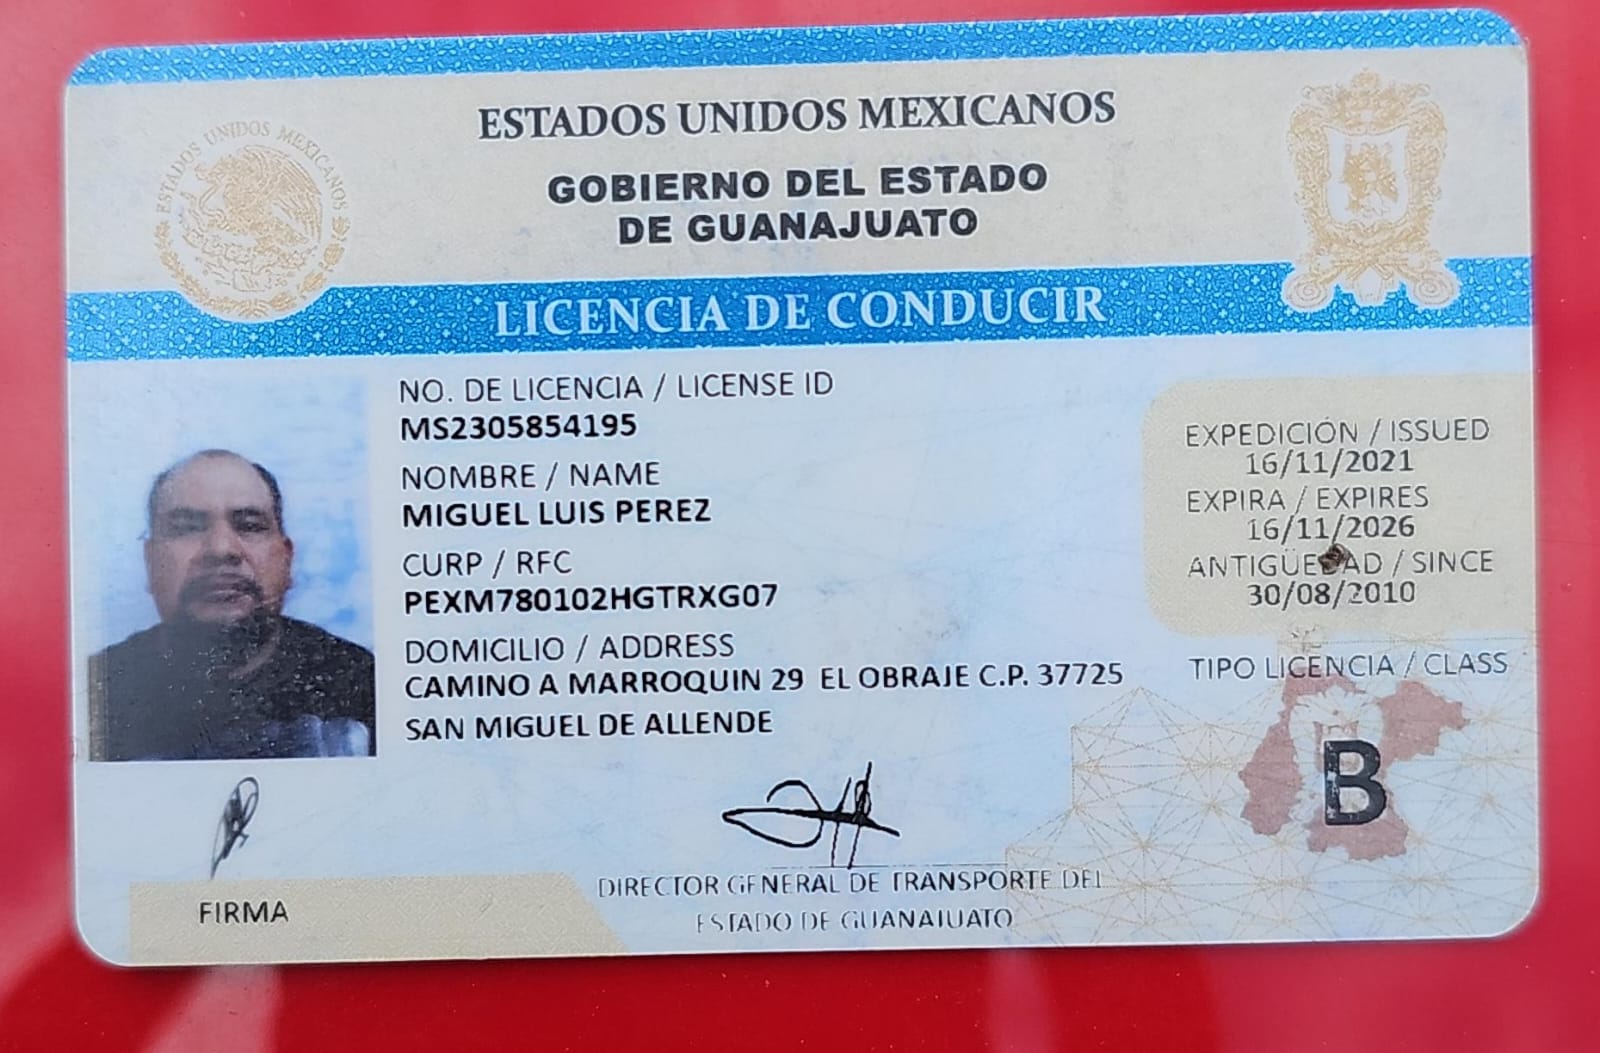 ESTADOS UNIDOS MEXICANOS
ESTADOS UNIDOS MEXICANOS
GOBIERNO DEL ESTADO
DE GUANAJUATO
LICENCIA DE CONDUCIR
NO. DE LICENCIA / LICENSE ID
MS2305854195
NOMBRE / NAME
MIGUEL LUIS PEREZ
CURP / RFC
PEXM780102HGTRXG07
DOMICILIO / ADDRESS
CAMINO A MARROQUIN 29 EL OBRAJE C.P. 37725
SAN MIGUEL DE ALLENDE
EXPEDICIÓN / ISSUED
16/11/2021
EXPIRA / EXPIRES
16/11/2026
ANTIGÜEDAD / SINCE
30/08/2010
TIPO LICENCIA / CLASS
B
FIRMA
DIRECTOR GENERAL DE TRANSPORTE DEL
ESTADO DE GUANAJUATO